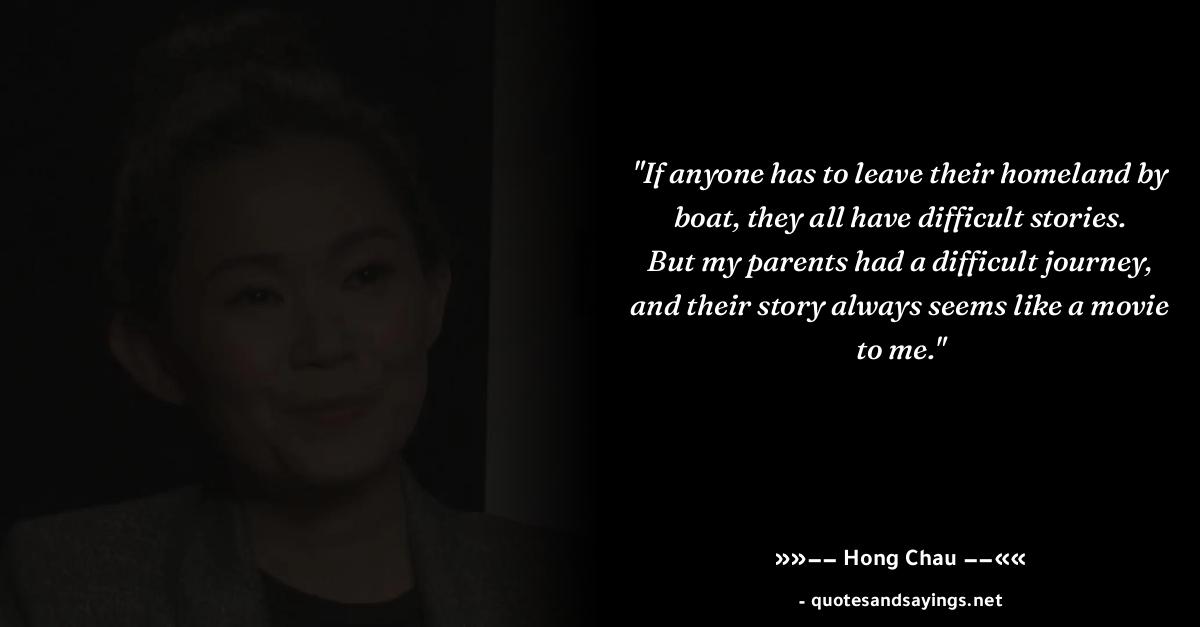 "If anyone has to leave their homeland by
boat, they all have difficult stories.
But my parents had a difficult journey,
and their story always seems like a movie
to me."
»»−− Hong Chau −−««
- quotesandsayings.net